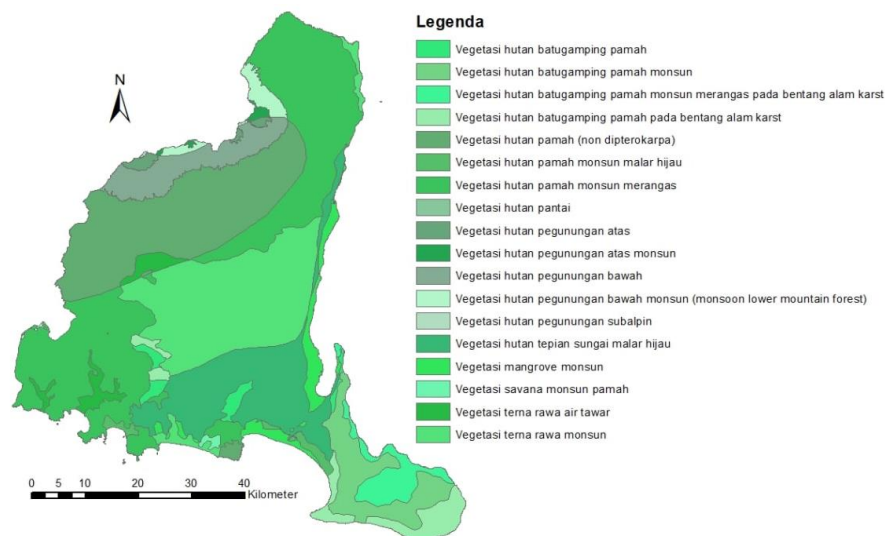 Legenda
Vegetasi hutan batugamping pamah
Vegetasi hutan batugamping pamah monsun
Vegetasi hutan batugamping pamah monsun merangas pada bentang alam karst
Vegetasi hutan batugamping pamah pada bentang alam karst
Vegetasi hutan pamah (non dipterokarpa)
Vegetasi hutan pamah monsun malar hijau
Vegetasi hutan pamah monsun merangas
Vegetasi hutan pantai
Vegetasi hutan pegunungan atas
Vegetasi hutan pegunungan atas monsun
Vegetasi hutan pegunungan bawah
Vegetasi hutan pegunungan bawah monsun (monsoon lower mountain forest)
Vegetasi hutan pegunungan subalpin
Vegetasi hutan tepian sungai malar hijau
Vegetasi mangrove monsun
Vegetasi savana monsun pamah
Vegetasi terna rawa air tawar
Vegetasi terna rawa monsun
N
0 5 10 20 30 40
Kilometer